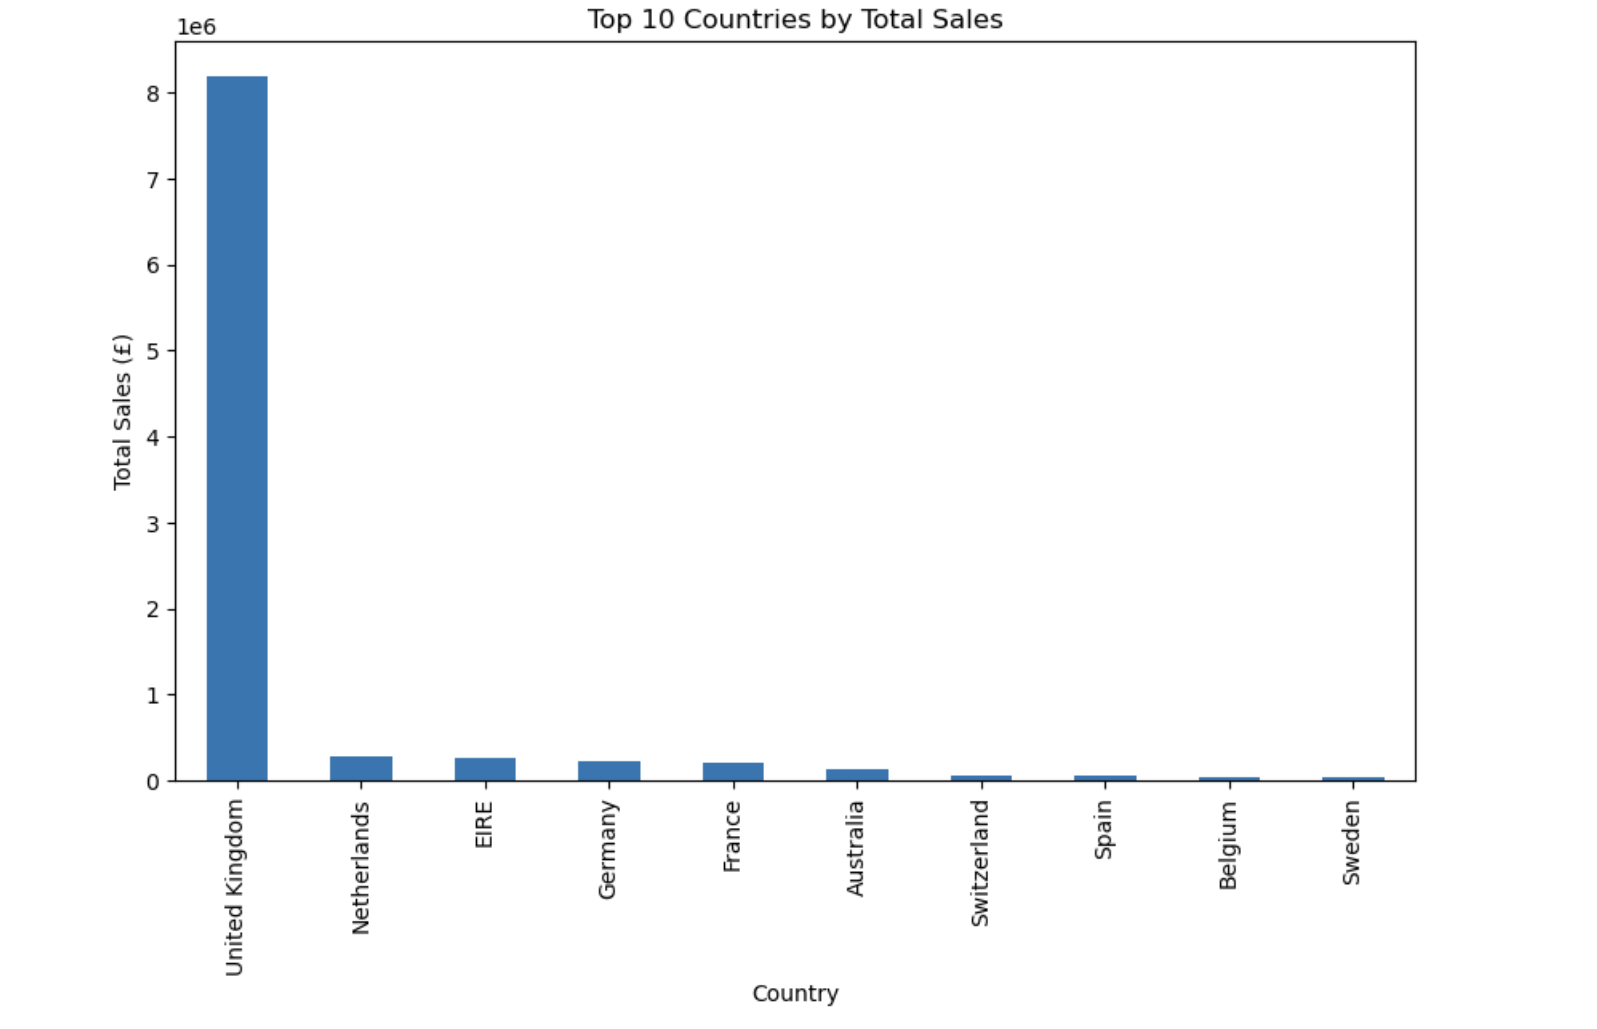 Top 10 Countries by Total Sales
1e6
Total Sales (£)
8
7
6
5
4
3
2
1
0
United Kingdom
Netherlands
EIRE
Germany
France
Australia
Switzerland
Spain
Belgium
Sweden
Country